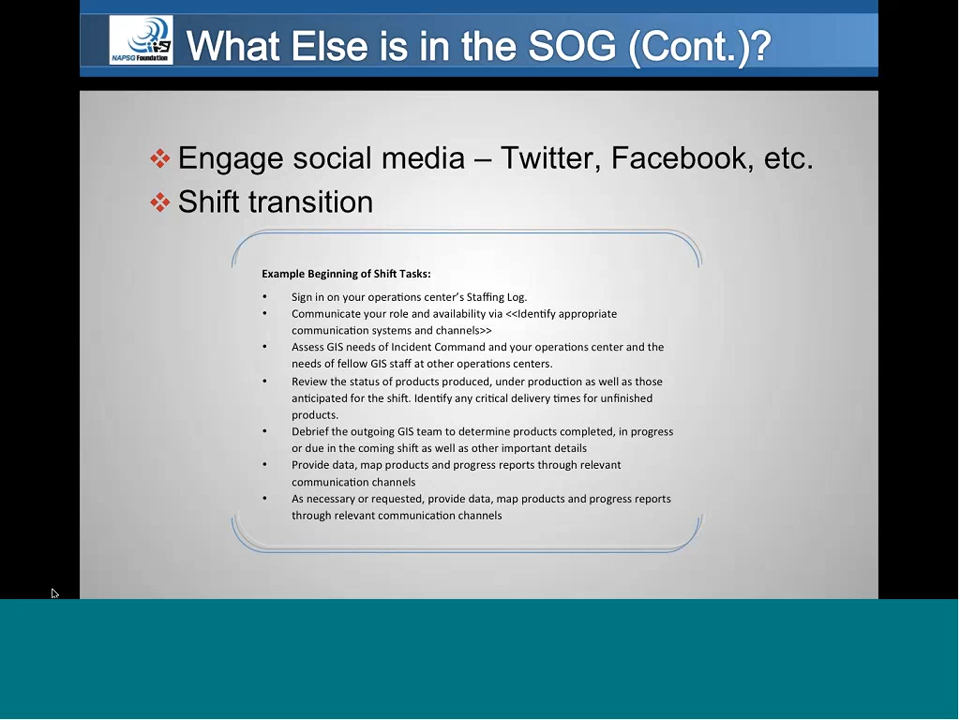 NAPSG Foundation
What Else is in the SOG (Cont.)?
❖ Engage social media – Twitter, Facebook, etc.
❖ Shift transition
Example Beginning of Shift Tasks:
• Sign in on your operations center’s Staffing Log.
• Communicate your role and availability via <<Identify appropriate
communication systems and channels>>
• Assess GIS needs of Incident Command and your operations center and the
needs of fellow GIS staff at other operations centers.
• Review the status of products produced, under production as well as those
anticipated for the shift. Identify any critical delivery times for unfinished
products.
• Debrief the outgoing GIS team to determine products completed, in progress
or due in the coming shift as well as other important details
• Provide data, map products and progress reports through relevant
communication channels
• As necessary or requested, provide data, map products and progress reports
through relevant communication channels